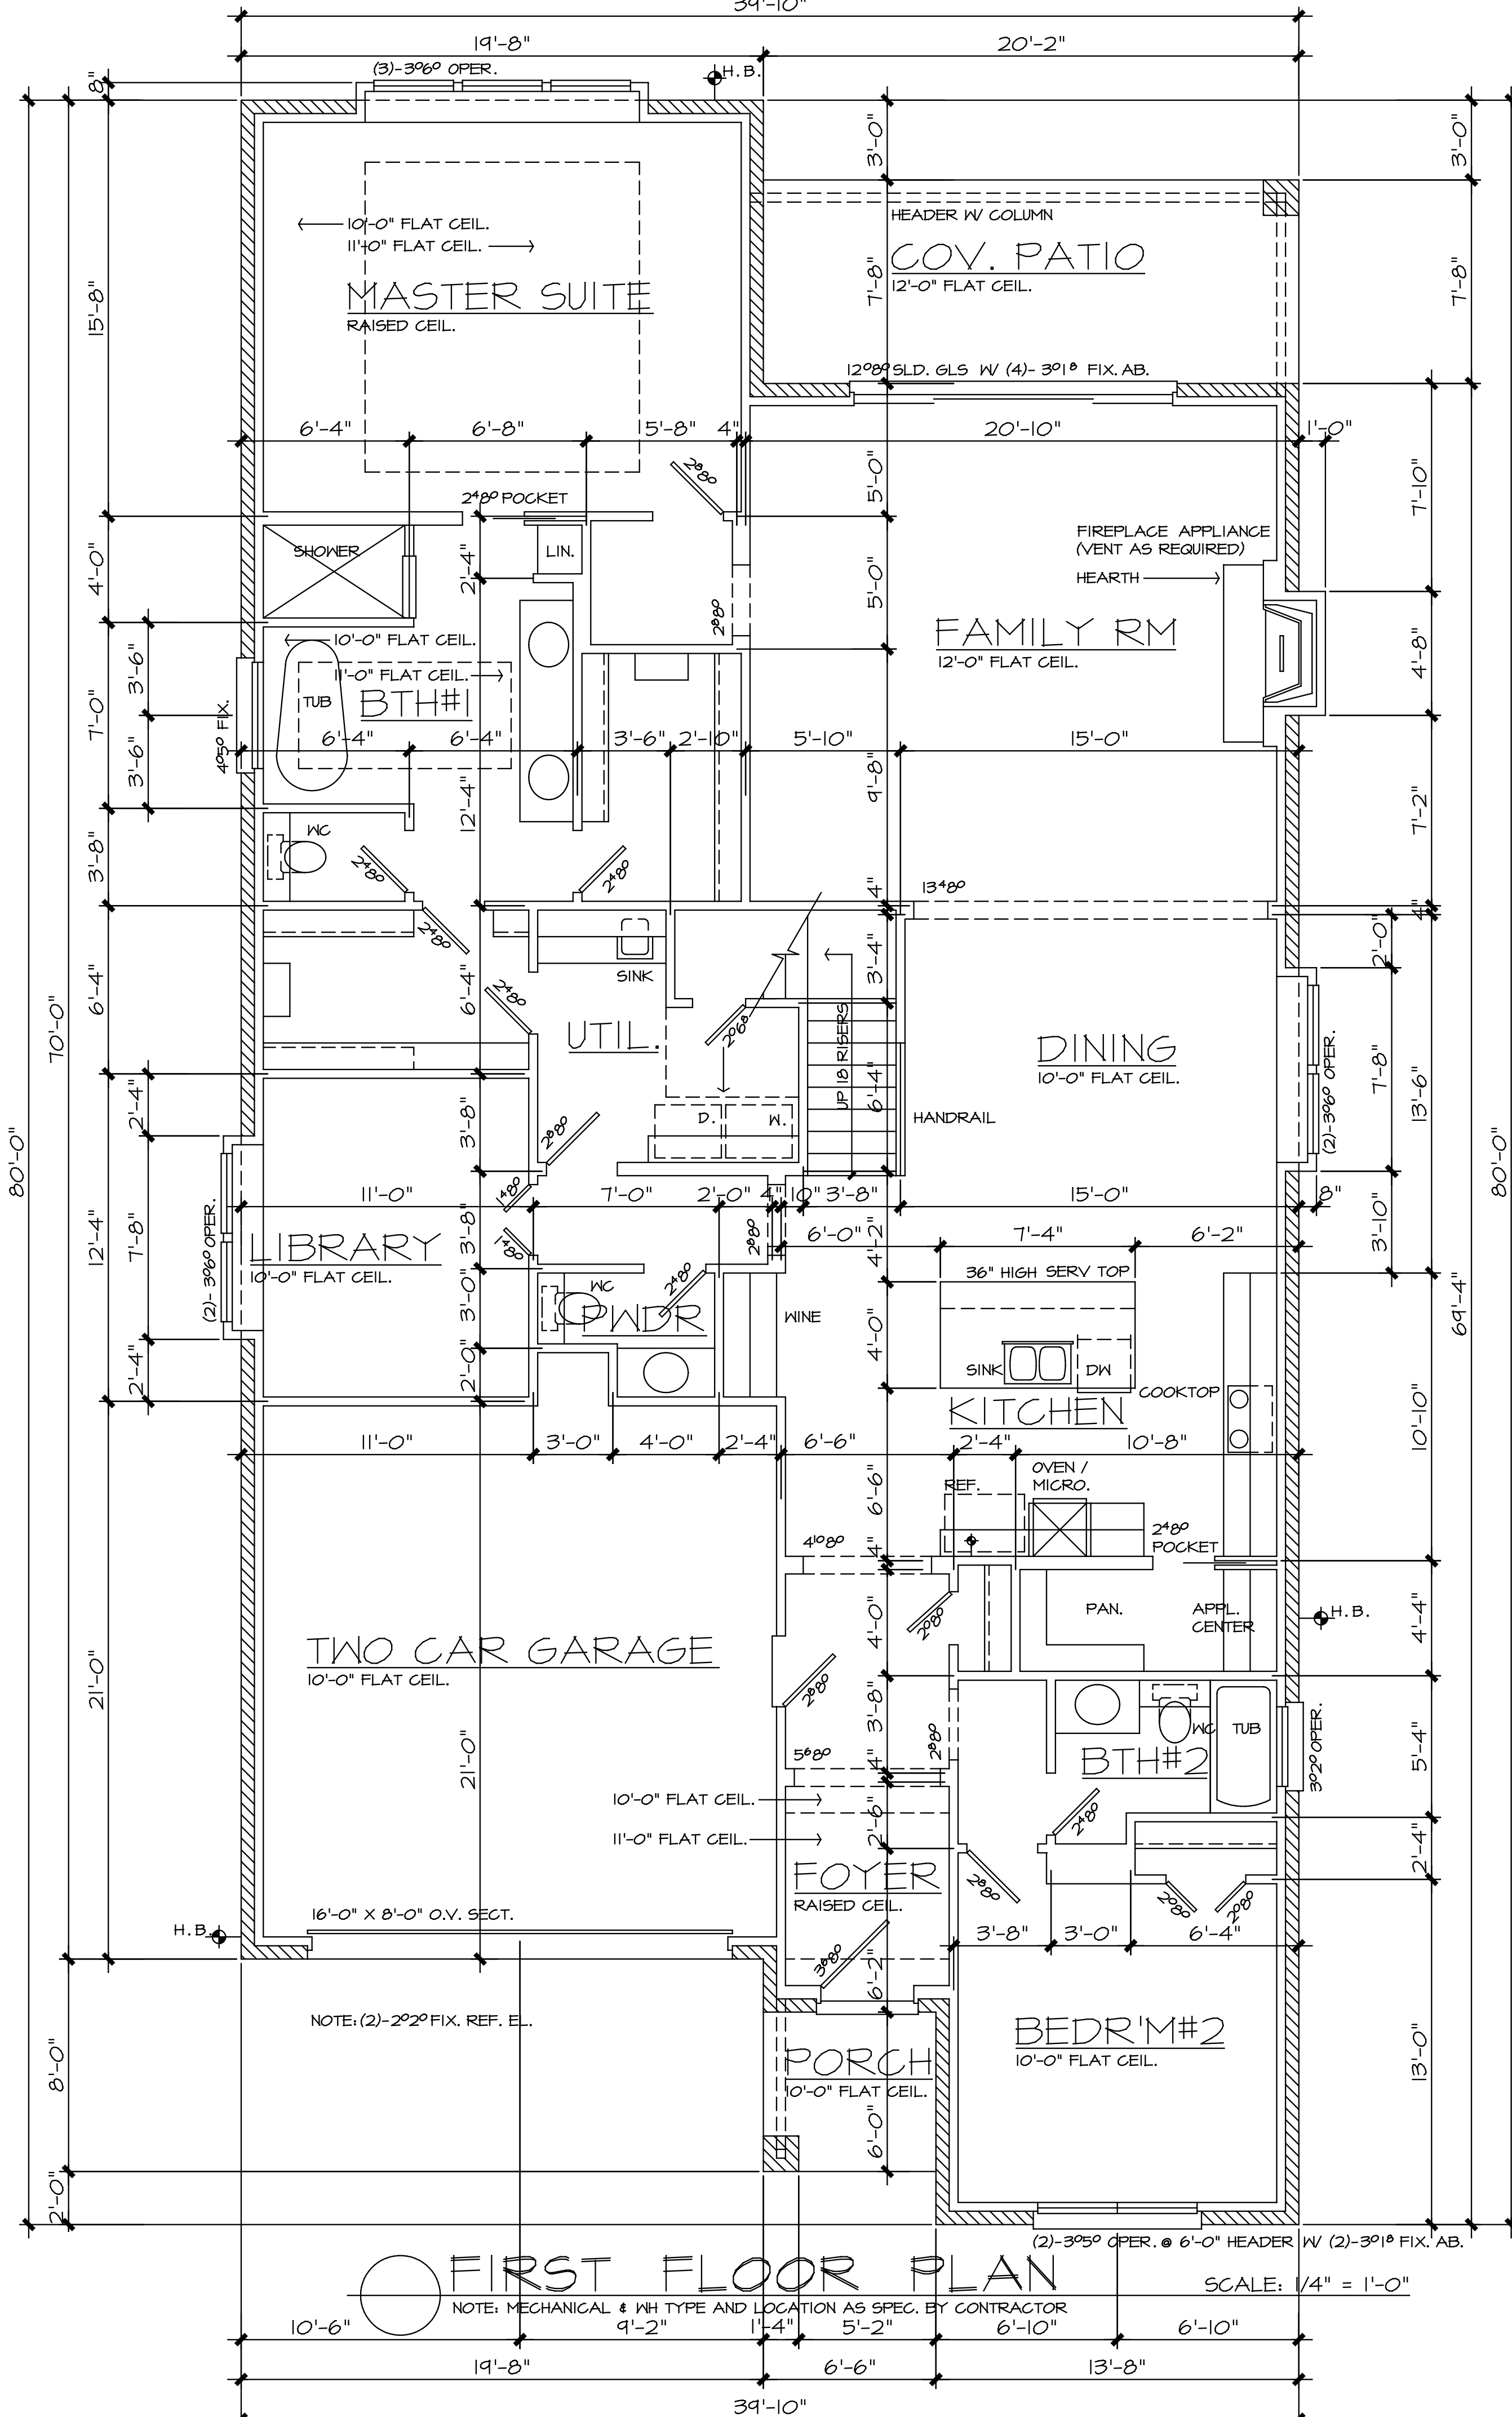 39'-10"
19'-8"
20'-2"
(3)-3⁰6⁰ OPER.
H.B.
8"
3'-0"
3'-0"
10'-0" FLAT CEIL.
11'-0" FLAT CEIL.
HEADER W/ COLUMN
COV. PATIO
12'-0" FLAT CEIL.
7'-8"
7'-8"
MASTER SUITE
RAISED CEIL.
15'-8"
12⁰8⁰ SLD. GLS W/ (4)- 3⁰1⁸ FIX. AB.
6'-4"
6'-8"
5'-8"
4"
20'-10"
1'-0"
2⁸8⁰
5'-0"
7'-10"
2⁴8⁰ POCKET
SHOWER
LIN.
2'-4"
4'-0"
5'-0"
FIREPLACE APPLIANCE
(VENT AS REQUIRED)
HEARTH
2⁸8⁰
FAMILY RM
12'-0" FLAT CEIL.
4'-8"
10'-0" FLAT CEIL.
11'-0" FLAT CEIL.
TUB
BTH#1
3'-6"
7'-0"
3'-6"
4⁰5⁰ FIX.
6'-4"
6'-4"
3'-6"
2'-10"
5'-10"
15'-0"
12'-4"
9'-8"
7'-2"
WC
2⁴8⁰
2⁴8⁰
3'-8"
4"
13⁴8⁰
4"
2⁴8⁰
SINK
3'-4"
2'-0"
6'-4"
6'-4"
2⁴8⁰
UTIL.
2⁰6⁸
UP 18 RISERS
6'-4"
DINING
10'-0" FLAT CEIL.
(2)-3⁰6⁰ OPER.
7'-8"
13'-6"
70'-0"
80'-0"
80'-0"
69'-4"
2'-4"
3'-8"
2⁸8⁰
D.
W.
HANDRAIL
1⁴8⁰
11'-0"
7'-0"
2'-0"
4"
10"
3'-8"
15'-0"
8"
1⁴8⁰
3'-8"
2⁸8⁰
4'-2"
6'-0"
7'-4"
6'-2"
3'-10"
(2)- 3⁰6⁰ OPER.
7'-8"
12'-4"
LIBRARY
10'-0" FLAT CEIL.
36" HIGH SERV TOP
WC
2⁴8⁰
PWDR
3'-0"
WINE
4'-0"
SINK
DW
2'-4"
2'-0"
COOKTOP
KITCHEN
10'-10"
11'-0"
3'-0"
4'-0"
2'-4"
6'-6"
2'-4"
10'-8"
6'-6"
REF.
OVEN /
MICRO.
4¹⁰8⁰
4"
2⁴8⁰
POCKET
2⁰8⁰
4'-0"
PAN.
APPL.
CENTER
H.B.
4'-4"
TWO CAR GARAGE
10'-0" FLAT CEIL.
21'-0"
21'-0"
2⁸8⁰
3'-8"
2⁸8⁰
WC
TUB
BTH#2
3⁰2⁰ OPER.
5'-4"
5⁶8⁰
4"
10'-0" FLAT CEIL.
11'-0" FLAT CEIL.
2'-6"
2⁴8⁰
2'-4"
FOYER
RAISED CEIL.
2⁸8⁰
2⁰8⁰
2⁰8⁰
16'-0" X 8'-0" O.V. SECT.
H.B.
3⁰8⁰
6'-2"
3'-8"
3'-0"
6'-4"
NOTE: (2)-2⁰2⁰ FIX. REF. EL.
BEDR'M#2
10'-0" FLAT CEIL.
13'-0"
PORCH
10'-0" FLAT CEIL.
8'-0"
6'-0"
2'-0"
(2)-3⁰5⁰ OPER. @ 6'-0" HEADER W/ (2)-3⁰1⁸ FIX. AB.
FIRST FLOOR PLAN
SCALE: 1/4" = 1'-0"
NOTE: MECHANICAL & WH TYPE AND LOCATION AS SPEC. BY CONTRACTOR
10'-6"
9'-2"
1'-4"
5'-2"
6'-10"
6'-10"
19'-8"
6'-6"
13'-8"
39'-10"